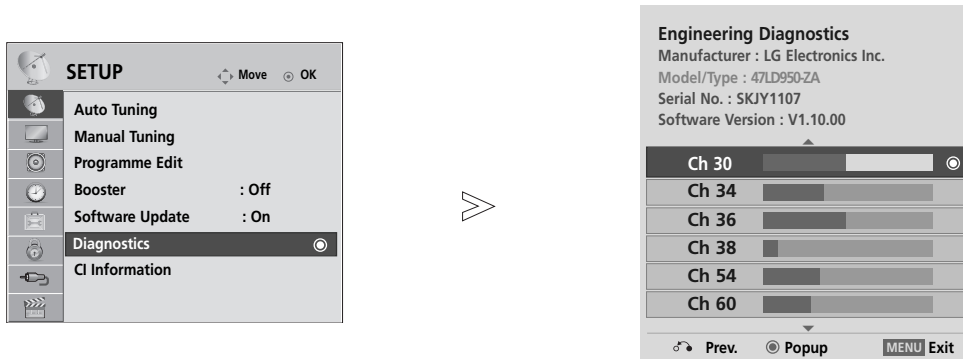 SETUP
Move OK
Auto Tuning
Manual Tuning
Programme Edit
Booster : Off
Software Update : On
Diagnostics
CI Information
Engineering Diagnostics
Manufacturer : LG Electronics Inc.
Model/Type : 47LD950-ZA
Serial No. : SKJY1107
Software Version : V1.10.00
Ch 30
Ch 34
Ch 36
Ch 38
Ch 54
Ch 60
Prev. Popup MENU Exit